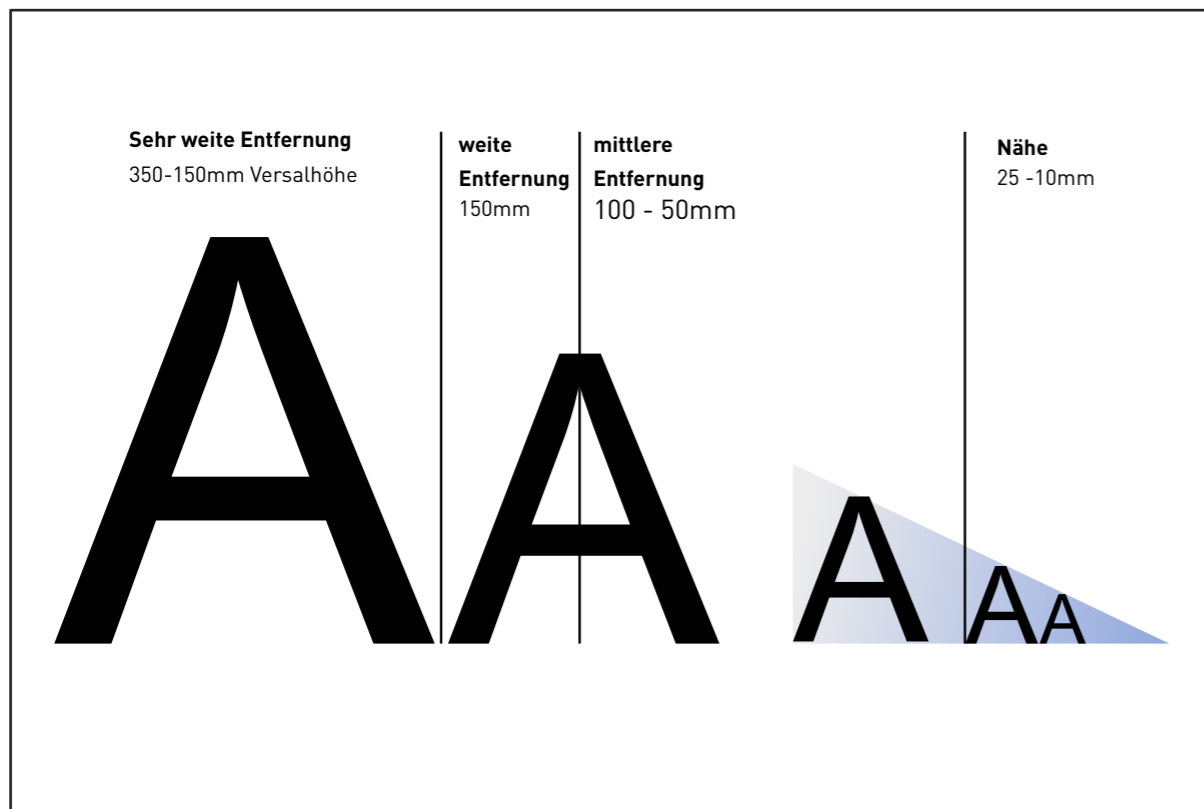 Sehr weite Entfernung
350-150mm Versalhöhe
weite
Entfernung
150mm
mittlere
Entfernung
100 - 50mm
Nähe
25 -10mm
A
A
A
A
A